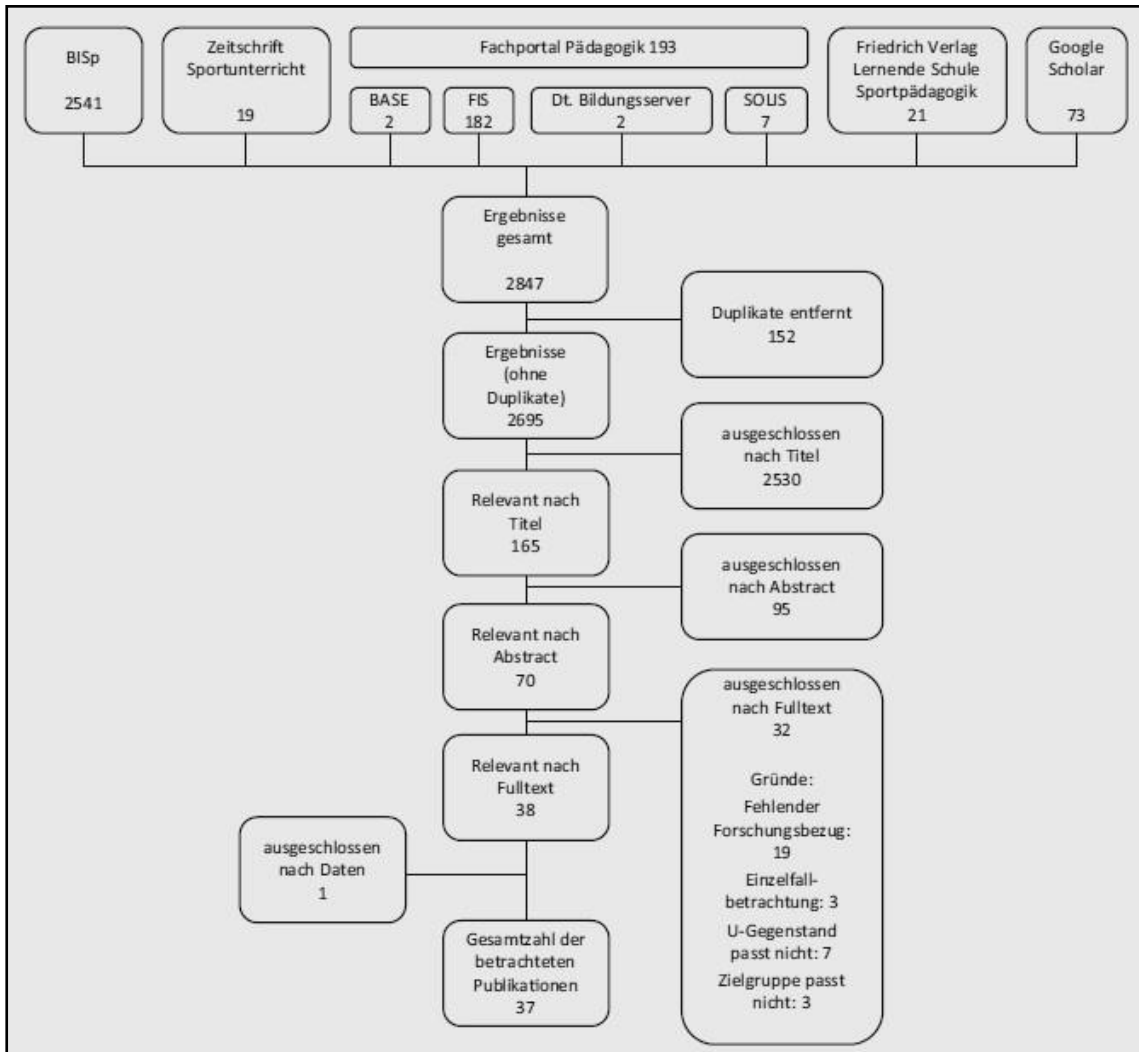 BISp
2541
Zeitschrift
Sportunterricht
19
Fachportal Pädagogik 193
BASE
2
FIS
182
Dt. Bildungsserver
2
SOLIS
7
Friedrich Verlag
Lernende Schule
Sportpädagogik
21
Google
Scholar
73
Ergebnisse
gesamt
2847
Duplikate entfernt
152
Ergebnisse
(ohne
Duplikate)
2695
ausgeschlossen
nach Titel
2530
Relevant nach
Titel
165
ausgeschlossen
nach Abstract
95
Relevant nach
Abstract
70
ausgeschlossen
nach Fulltext
32
Gründe:
Fehlender
Forschungsbezug:
19
Einzelfall-
betrachtung: 3
U-Gegenstand
passt nicht: 7
Zielgruppe passt
nicht: 3
Relevant nach
Fulltext
38
ausgeschlossen
nach Daten
1
Gesamtzahl der
betrachteten
Publikationen
37